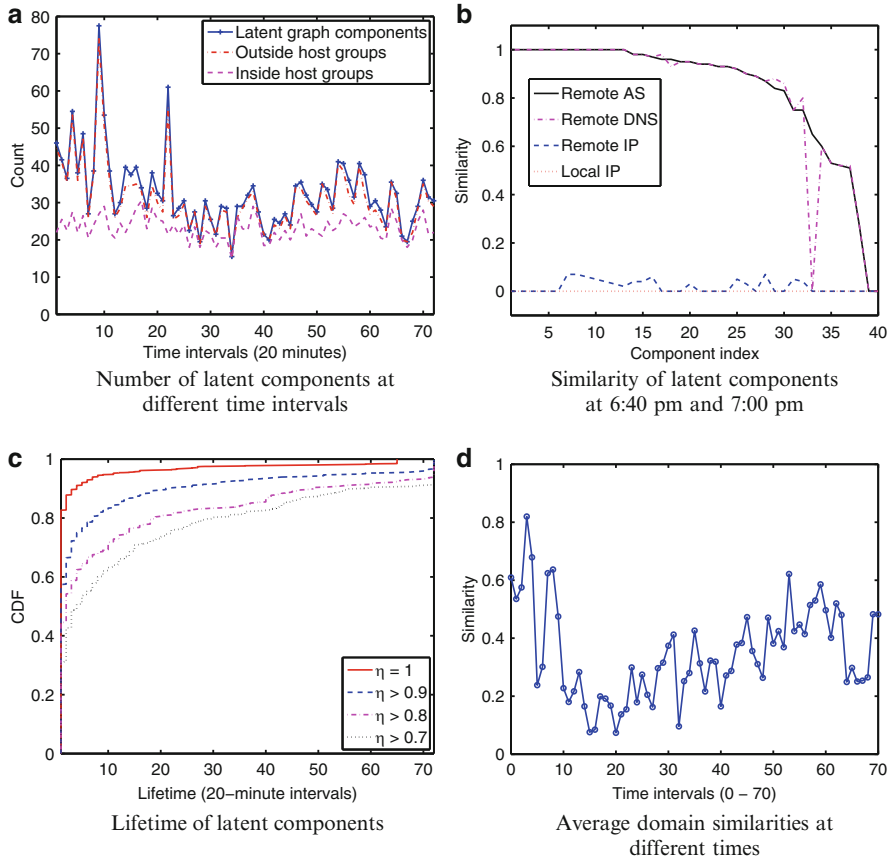 a
80
70
60
50
40
30
20
10
0
Count
10 20 30 40 50 60 70
Time intervals (20 minutes)
Latent graph components
Outside host groups
Inside host groups
Number of latent components at
different time intervals
b
1
0.8
0.6
0.4
0.2
0
Similarity
5 10 15 20 25 30 35 40
Component index
Remote AS
Remote DNS
Remote IP
Local IP
Similarity of latent components
at 6:40 pm and 7:00 pm
c
1
0.8
0.6
0.4
0.2
0
CDF
10 20 30 40 50 60 70
Lifetime (20−minute intervals)
η = 1
η > 0.9
η > 0.8
η > 0.7
Lifetime of latent components
d
1
0.8
0.6
0.4
0.2
0
Similarity
0 10 20 30 40 50 60 70
Time intervals (0 − 70)
Average domain similarities at
different times